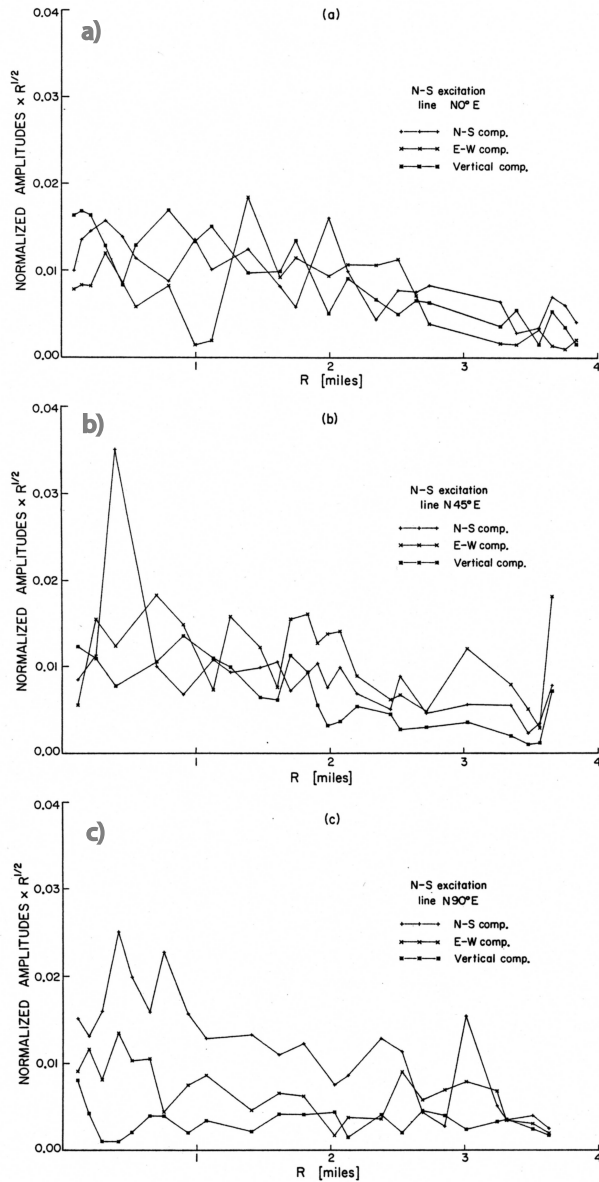 a)
(a)
0.04
0.03
0.02
0.01
0.00
NORMALIZED AMPLITUDES × R^1/2
N-S excitation
line N0° E
N-S comp.
E-W comp.
Vertical comp.
1
2
3
4
R [miles]
b)
(b)
0.04
0.03
0.02
0.01
0.00
NORMALIZED AMPLITUDES × R^1/2
N-S excitation
line N45°E
N-S comp.
E-W comp.
Vertical comp.
1
2
3
4
R [miles]
c)
(c)
0.04
0.03
0.02
0.01
0.00
NORMALIZED AMPLITUDES × R^1/2
N-S excitation
line N90°E
N-S comp.
E-W comp.
Vertical comp.
1
2
3
4
R [miles]